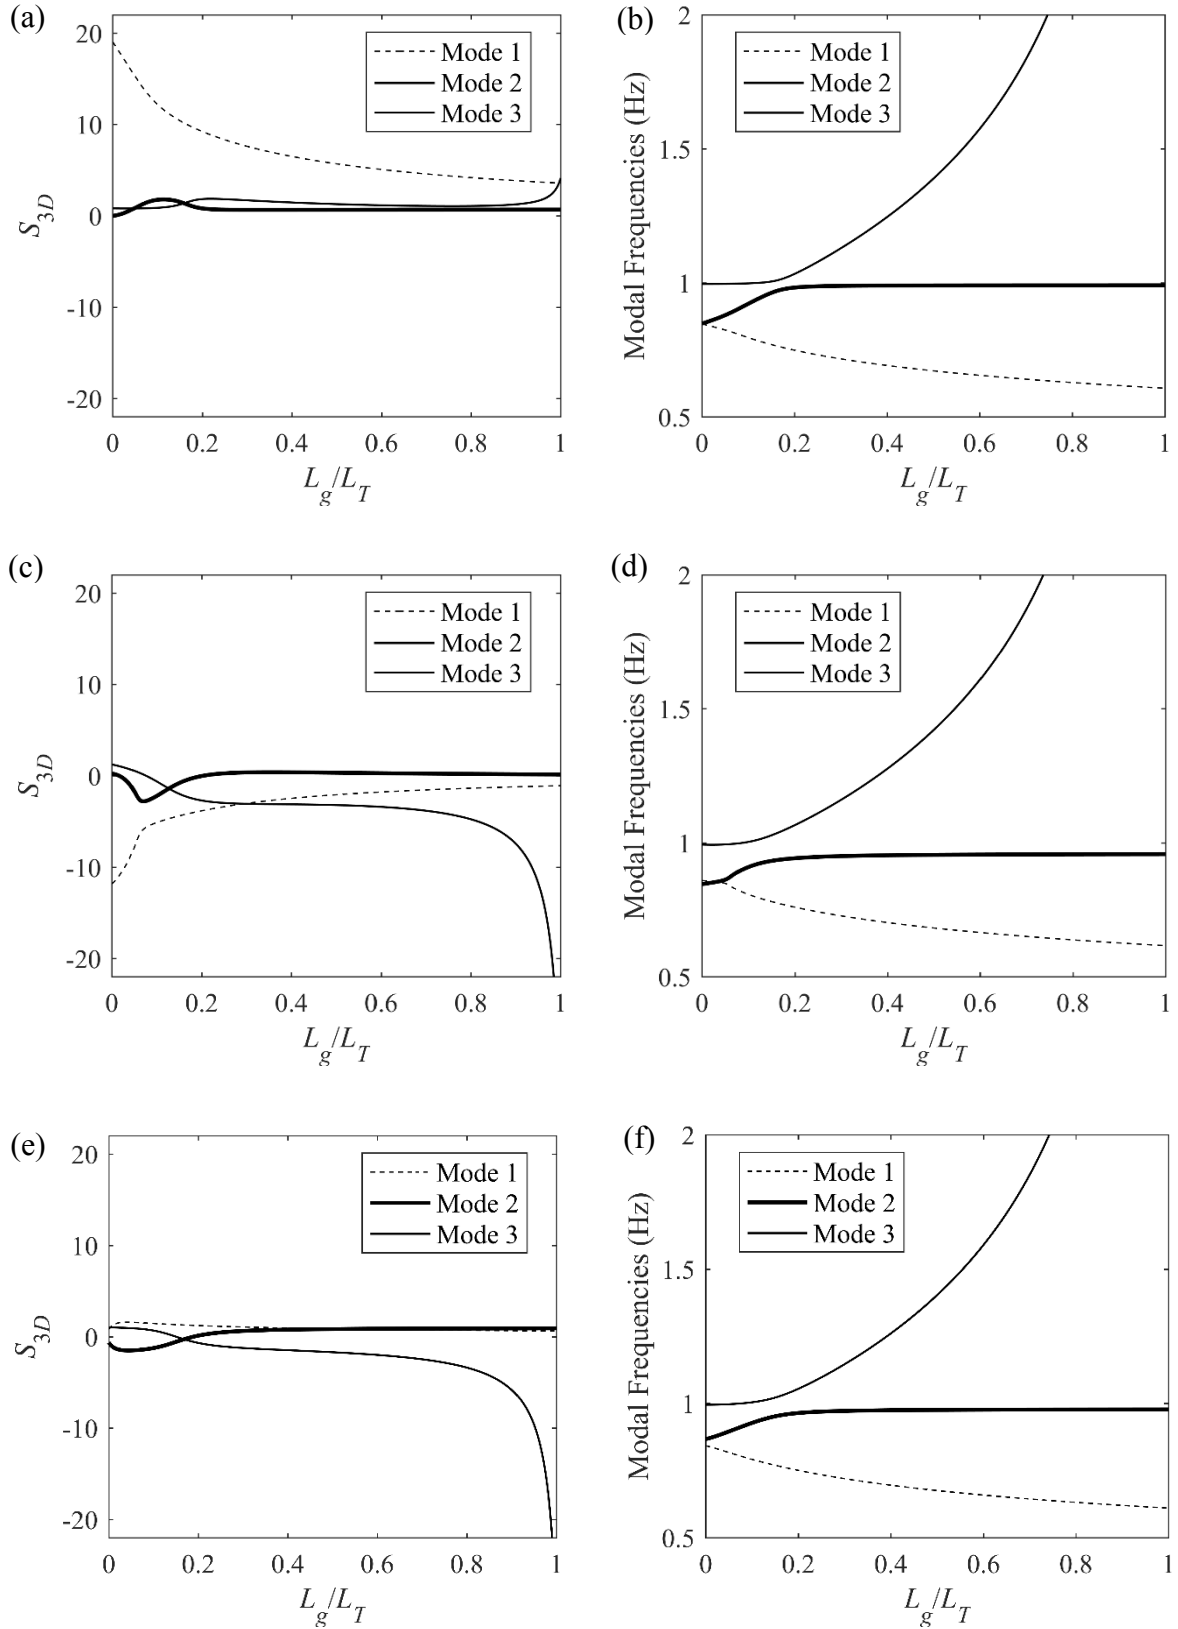 (a)
20
10
0
-10
-20
S3D
Mode 1
Mode 2
Mode 3
0 0.2 0.4 0.6 0.8 1
Lg/LT
(b)
2
1.5
1
0.5
Modal Frequencies (Hz)
Mode 1
Mode 2
Mode 3
0 0.2 0.4 0.6 0.8 1
Lg/LT
(c)
20
10
0
-10
-20
S3D
Mode 1
Mode 2
Mode 3
0 0.2 0.4 0.6 0.8 1
Lg/LT
(d)
2
1.5
1
0.5
Modal Frequencies (Hz)
Mode 1
Mode 2
Mode 3
0 0.2 0.4 0.6 0.8 1
Lg/LT
(e)
20
10
0
-10
-20
S3D
Mode 1
Mode 2
Mode 3
0 0.2 0.4 0.6 0.8 1
Lg/LT
(f)
2
1.5
1
0.5
Modal Frequencies (Hz)
Mode 1
Mode 2
Mode 3
0 0.2 0.4 0.6 0.8 1
Lg/LT